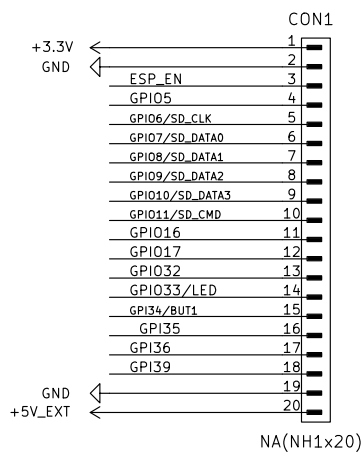 CON1
+3.3V 1
GND 2
ESP_EN 3
GPIO5 4
GPIO6/SD_CLK 5
GPIO7/SD_DATA0 6
GPIO8/SD_DATA1 7
GPIO9/SD_DATA2 8
GPIO10/SD_DATA3 9
GPIO11/SD_CMD 10
GPIO16 11
GPIO17 12
GPIO32 13
GPIO33/LED 14
GPI34/BUT1 15
GPI35 16
GPI36 17
GPI39 18
GND 19
+5V_EXT 20
NA(NH1x20)